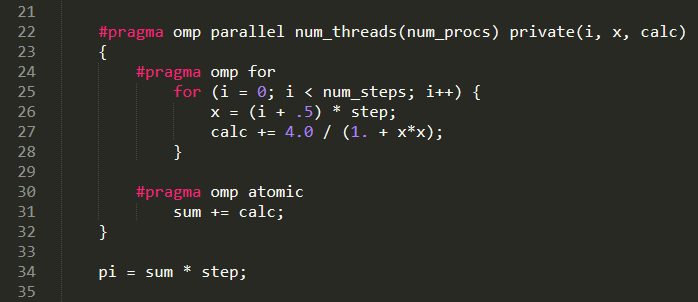 21
22 #pragma omp parallel num_threads(num_procs) private(i, x, calc)
23 {
24 #pragma omp for
25 for (i = 0; i < num_steps; i++) {
26 x = (i + .5) * step;
27 calc += 4.0 / (1. + x*x);
28 }
29
30 #pragma omp atomic
31 sum += calc;
32 }
33
34 pi = sum * step;
35